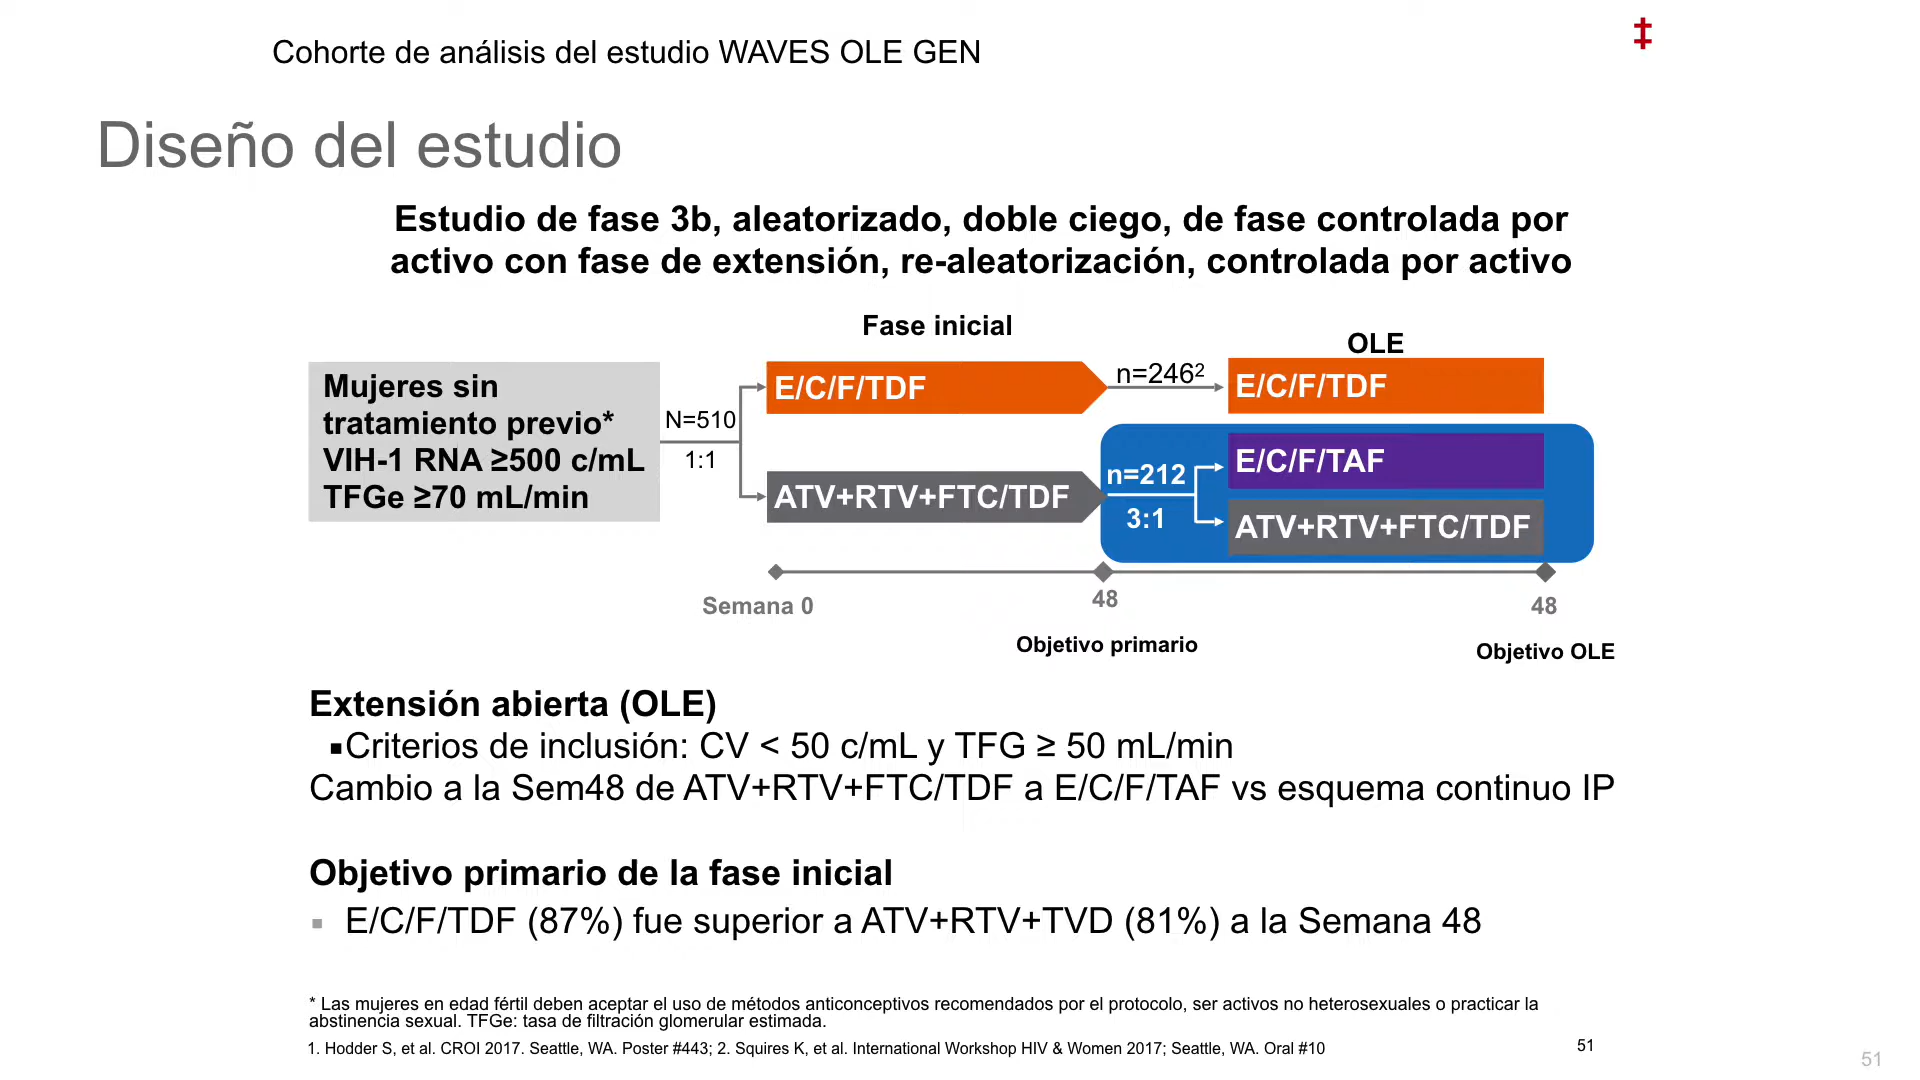 Cohorte de análisis del estudio WAVES OLE GEN
‡
Diseño del estudio
Estudio de fase 3b, aleatorizado, doble ciego, de fase controlada por
activo con fase de extensión, re-aleatorización, controlada por activo
Fase inicial
OLE
Mujeres sin
tratamiento previo*
VIH-1 RNA ≥500 c/mL
TFGe ≥70 mL/min
N=510
1:1
E/C/F/TDF
ATV+RTV+FTC/TDF
n=246²
n=212
3:1
E/C/F/TDF
E/C/F/TAF
ATV+RTV+FTC/TDF
Semana 0
48
48
Objetivo primario
Objetivo OLE
Extensión abierta (OLE)
▪Criterios de inclusión: CV < 50 c/mL y TFG ≥ 50 mL/min
Cambio a la Sem48 de ATV+RTV+FTC/TDF a E/C/F/TAF vs esquema continuo IP
Objetivo primario de la fase inicial
▪ E/C/F/TDF (87%) fue superior a ATV+RTV+TVD (81%) a la Semana 48
* Las mujeres en edad fértil deben aceptar el uso de métodos anticonceptivos recomendados por el protocolo, ser activos no heterosexuales o practicar la
abstinencia sexual. TFGe: tasa de filtración glomerular estimada.
1. Hodder S, et al. CROI 2017. Seattle, WA. Poster #443; 2. Squires K, et al. International Workshop HIV & Women 2017; Seattle, WA. Oral #10
51
51